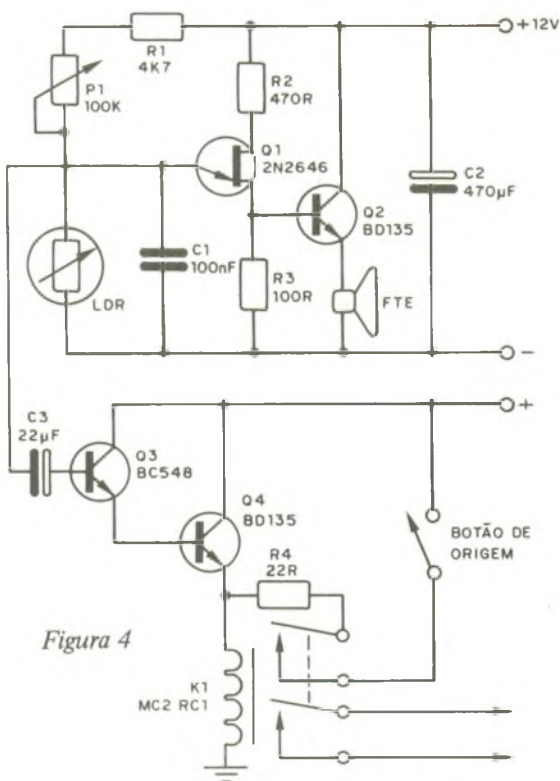 +12V
R1
4K7
P1
100K
R2
470R
Q1
2N2646
C2
470µF
Q2
BD135
C1
100nF
R3
100R
LDR
FTE
-
+
C3
22µF
Q3
BC548
Q4
BD135
BOTÃO DE
ORIGEM
R4
22R
Figura 4
K1
MC2 RC1